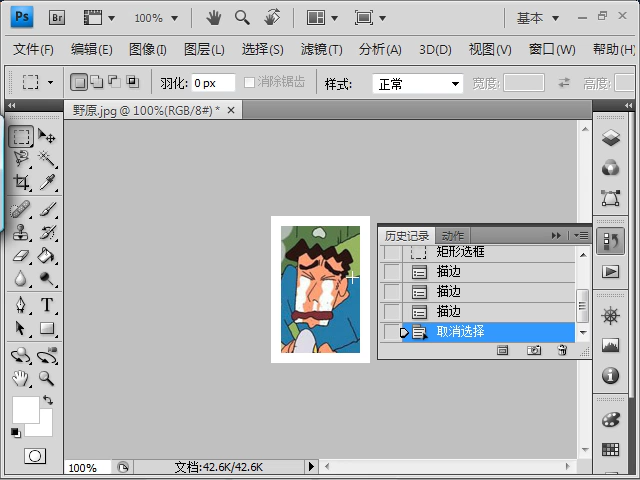 Ps Br 100% 基本
文件(F) 编辑(E) 图像(I) 图层(L) 选择(S) 滤镜(T) 分析(A) 3D(D) 视图(V) 窗口(W) 帮助(H)
羽化: 0 px 消除锯齿 样式: 正常 宽度: 高度:
野原.jpg @ 100%(RGB/8#) *
历史记录 动作
矩形选框
描边
描边
描边
取消选择
T
100% 文档:42.6K/42.6K